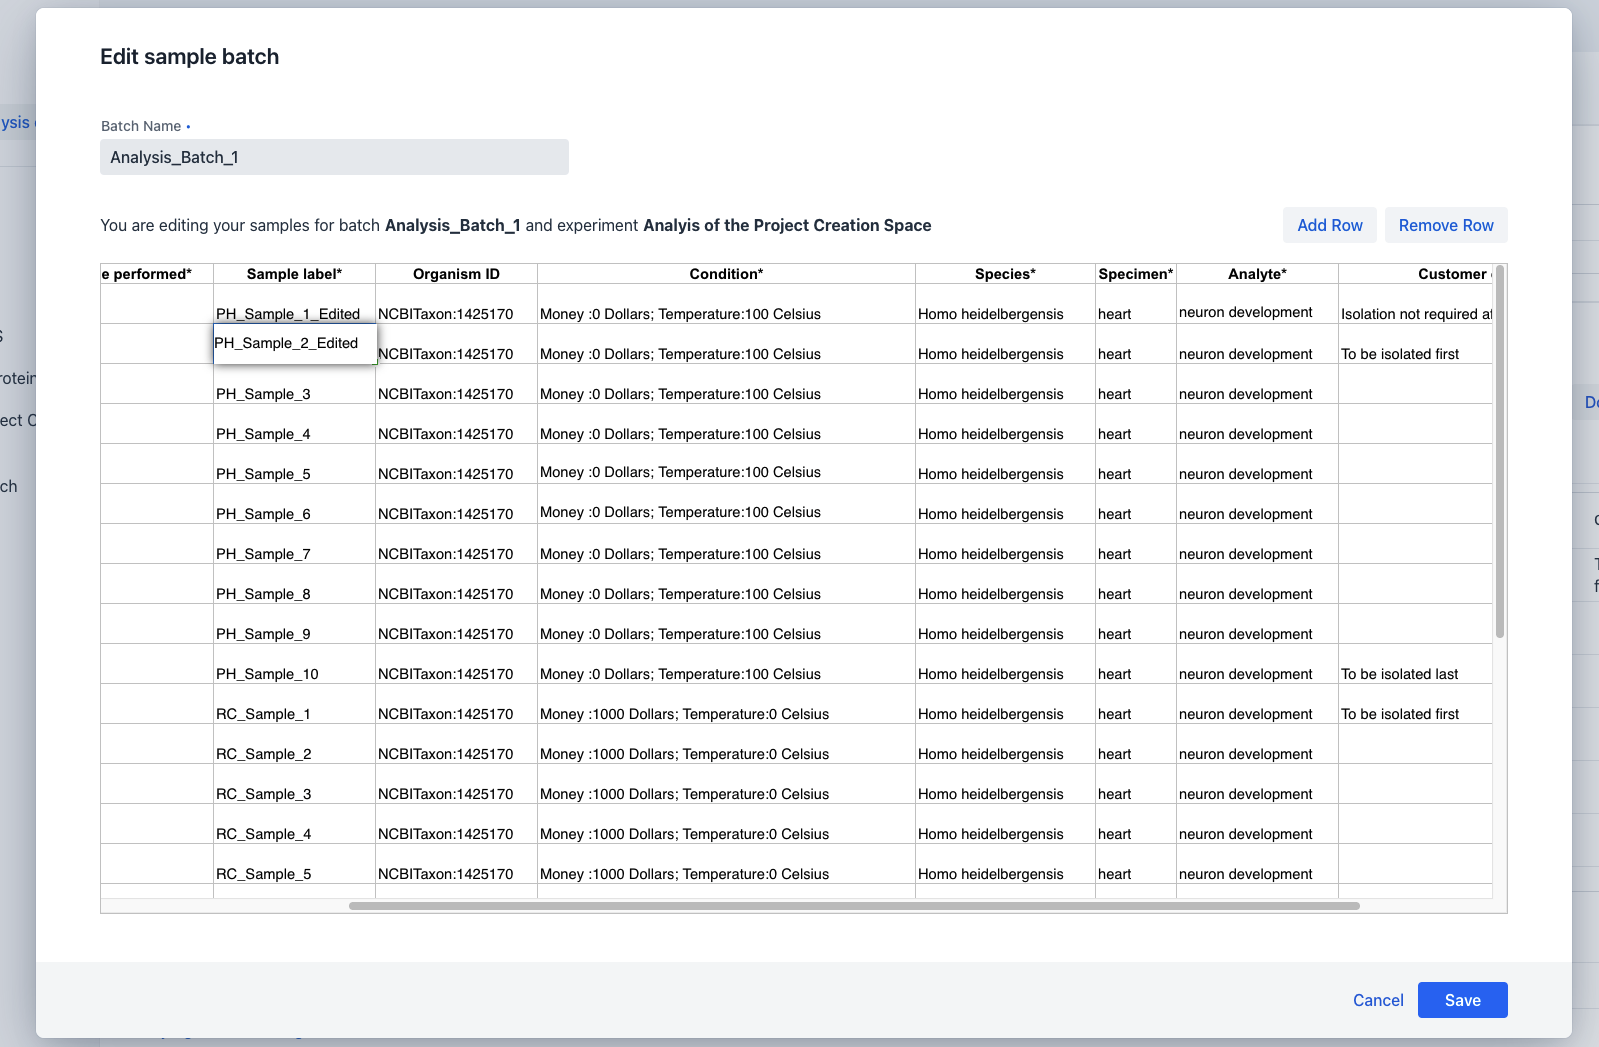 Edit sample batch
Batch Name •
Analysis_Batch_1
You are editing your samples for batch Analysis_Batch_1 and experiment Analyis of the Project Creation Space
Add Row Remove Row
e performed* Sample label* Organism ID Condition* Species* Specimen* Analyte* Customer
PH_Sample_1_Edited NCBITaxon:1425170 Money :0 Dollars; Temperature:100 Celsius Homo heidelbergensis heart neuron development Isolation not required af
PH_Sample_2_Edited NCBITaxon:1425170 Money :0 Dollars; Temperature:100 Celsius Homo heidelbergensis heart neuron development To be isolated first
PH_Sample_3 NCBITaxon:1425170 Money :0 Dollars; Temperature:100 Celsius Homo heidelbergensis heart neuron development
PH_Sample_4 NCBITaxon:1425170 Money :0 Dollars; Temperature:100 Celsius Homo heidelbergensis heart neuron development
PH_Sample_5 NCBITaxon:1425170 Money :0 Dollars; Temperature:100 Celsius Homo heidelbergensis heart neuron development
PH_Sample_6 NCBITaxon:1425170 Money :0 Dollars; Temperature:100 Celsius Homo heidelbergensis heart neuron development
PH_Sample_7 NCBITaxon:1425170 Money :0 Dollars; Temperature:100 Celsius Homo heidelbergensis heart neuron development
PH_Sample_8 NCBITaxon:1425170 Money :0 Dollars; Temperature:100 Celsius Homo heidelbergensis heart neuron development
PH_Sample_9 NCBITaxon:1425170 Money :0 Dollars; Temperature:100 Celsius Homo heidelbergensis heart neuron development
PH_Sample_10 NCBITaxon:1425170 Money :0 Dollars; Temperature:100 Celsius Homo heidelbergensis heart neuron development To be isolated last
RC_Sample_1 NCBITaxon:1425170 Money :1000 Dollars; Temperature:0 Celsius Homo heidelbergensis heart neuron development To be isolated first
RC_Sample_2 NCBITaxon:1425170 Money :1000 Dollars; Temperature:0 Celsius Homo heidelbergensis heart neuron development
RC_Sample_3 NCBITaxon:1425170 Money :1000 Dollars; Temperature:0 Celsius Homo heidelbergensis heart neuron development
RC_Sample_4 NCBITaxon:1425170 Money :1000 Dollars; Temperature:0 Celsius Homo heidelbergensis heart neuron development
RC_Sample_5 NCBITaxon:1425170 Money :1000 Dollars; Temperature:0 Celsius Homo heidelbergensis heart neuron development
Cancel Save
ysis
rotein
ect C
ch